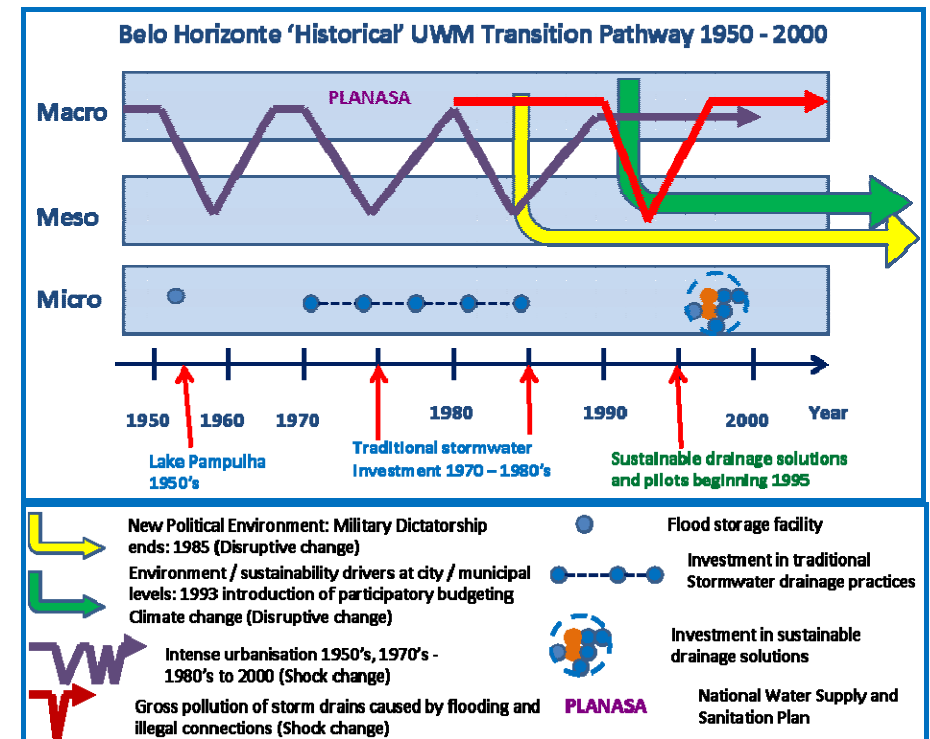 Belo Horizonte ‘Historical’ UWM Transition Pathway 1950 - 2000
Macro
PLANASA
Meso
Micro
1950
1960
1970
1980
1990
2000
Year
Lake Pampulha
1950's
Traditional stormwater
Investment 1970 – 1980's
Sustainable drainage solutions
and pilots beginning 1995
New Political Environment: Military Dictatorship
ends: 1985 (Disruptive change)
Environment / sustainability drivers at city / municipal
levels: 1993 introduction of participatory budgeting
Climate change (Disruptive change)
Intense urbanisation 1950's, 1970's -
1980's to 2000 (Shock change)
Gross pollution of storm drains caused by flooding and
illegal connections (Shock change)
Flood storage facility
Investment in traditional
Stormwater drainage practices
Investment in sustainable
drainage solutions
PLANASA
National Water Supply and
Sanitation Plan